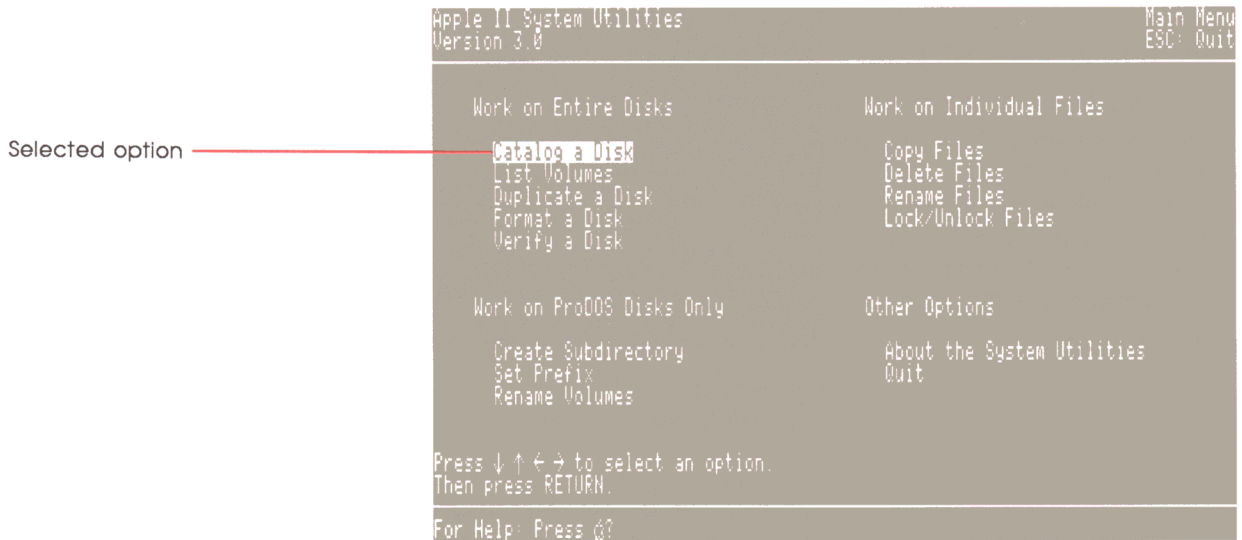 Apple II System Utilities
Version 3.0
Main Menu
ESC: Quit
Work on Entire Disks
Selected option
Catalog a Disk
List Volumes
Duplicate a Disk
Format a Disk
Verify a Disk
Work on Individual Files
Copy Files
Delete Files
Rename Files
Lock/Unlock Files
Work on ProDOS Disks Only
Create Subdirectory
Set Prefix
Rename Volumes
Other Options
About the System Utilities
Quit
Press ↓ ↑ ← → to select an option.
Then press RETURN.
For Help: Press ?